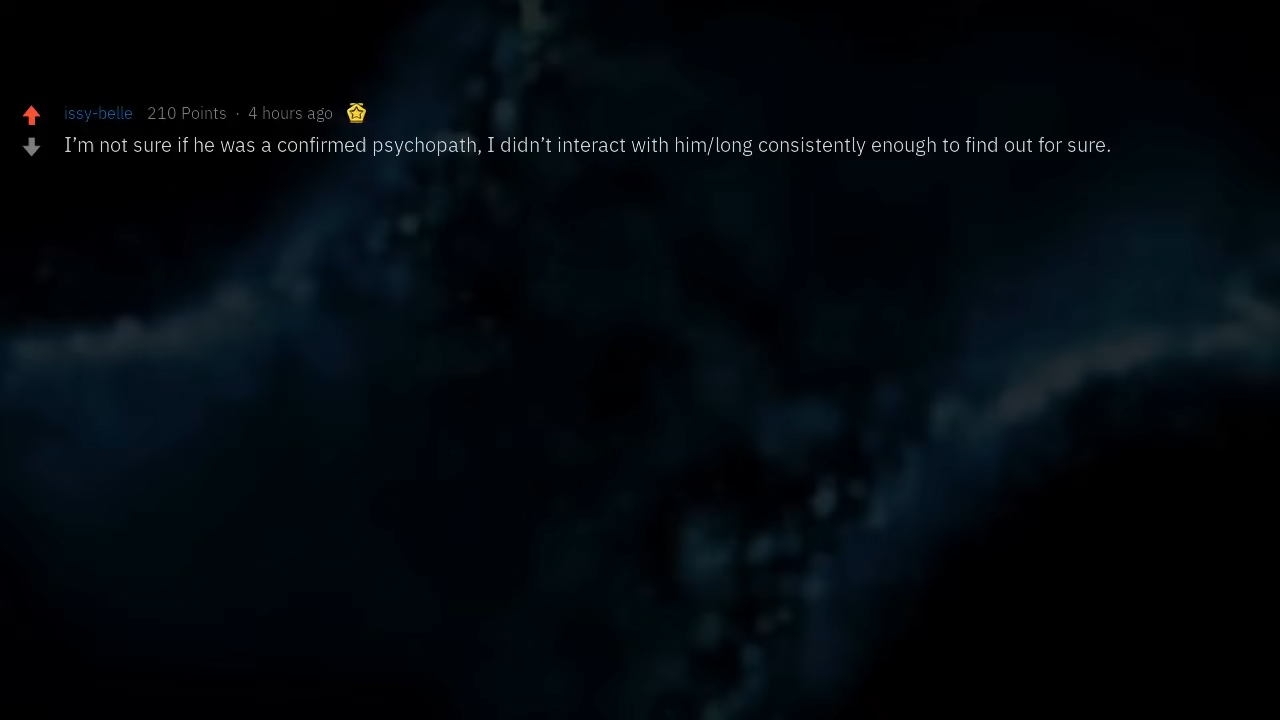 issy-belle 210 Points · 4 hours ago
I’m not sure if he was a confirmed psychopath, I didn’t interact with him/long consistently enough to find out for sure.